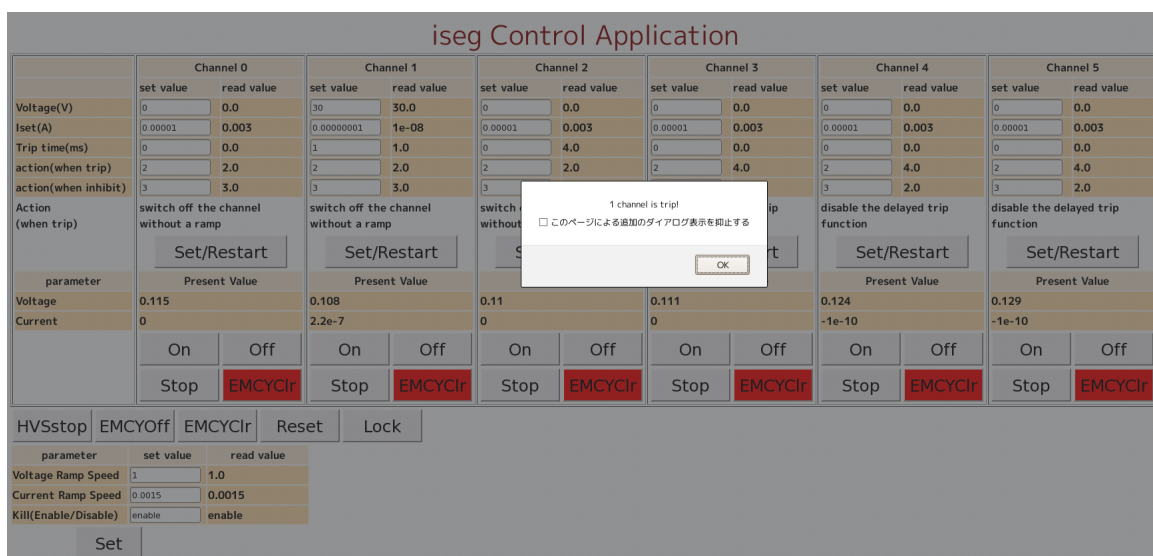 iseg Control Application
Channel 0 Channel 1 Channel 2 Channel 3 Channel 4 Channel 5
set value read value set value read value set value read value set value read value set value read value set value read value
Voltage(V) 0 0.0 30 30.0 0 0.0 0 0.0 0 0.0 0 0.0
Iset(A) 0.00001 0.003 0.00000001 1e-08 0.00001 0.003 0.00001 0.003 0.00001 0.003 0.00001 0.003
Trip time(ms) 0 0.0 1 1.0 0 4.0 0 0.0 0 0.0 0 0.0
action(when trip) 2 2.0 2 2.0 2 2.0 2 4.0 2 4.0 2 4.0
action(when inhibit) 3 3.0 3 3.0 3 3 2.0 3 2.0
Action switch off the channel switch off the channel switch disable the delayed trip disable the delayed trip
(when trip) without a ramp without a ramp without function function
1 channel is trip!
このページによる追加のダイアログ表示を抑止する
OK
Set/Restart Set/Restart Set/Restart Set/Restart
parameter Present Value Present Value Present Value Present Value
Voltage 0.115 0.108 0.11 0.111 0.124 0.129
Current 0 2.2e-7 0 0 -1e-10 -1e-10
On Off On Off On Off On Off On Off On Off
Stop EMCYClr Stop EMCYClr Stop EMCYClr Stop EMCYClr Stop EMCYClr Stop EMCYClr
HVSstop EMCYOff EMCYClr Reset Lock
parameter set value read value
Voltage Ramp Speed 1 1.0
Current Ramp Speed 0.0015 0.0015
Kill(Enable/Disable) enable enable
Set